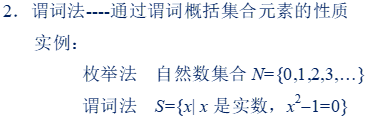 2．谓词法----通过谓词概括集合元素的性质
实例：
枚举法 自然数集合 N={0,1,2,3,…}
谓词法 S={x| x 是实数，x²–1=0}